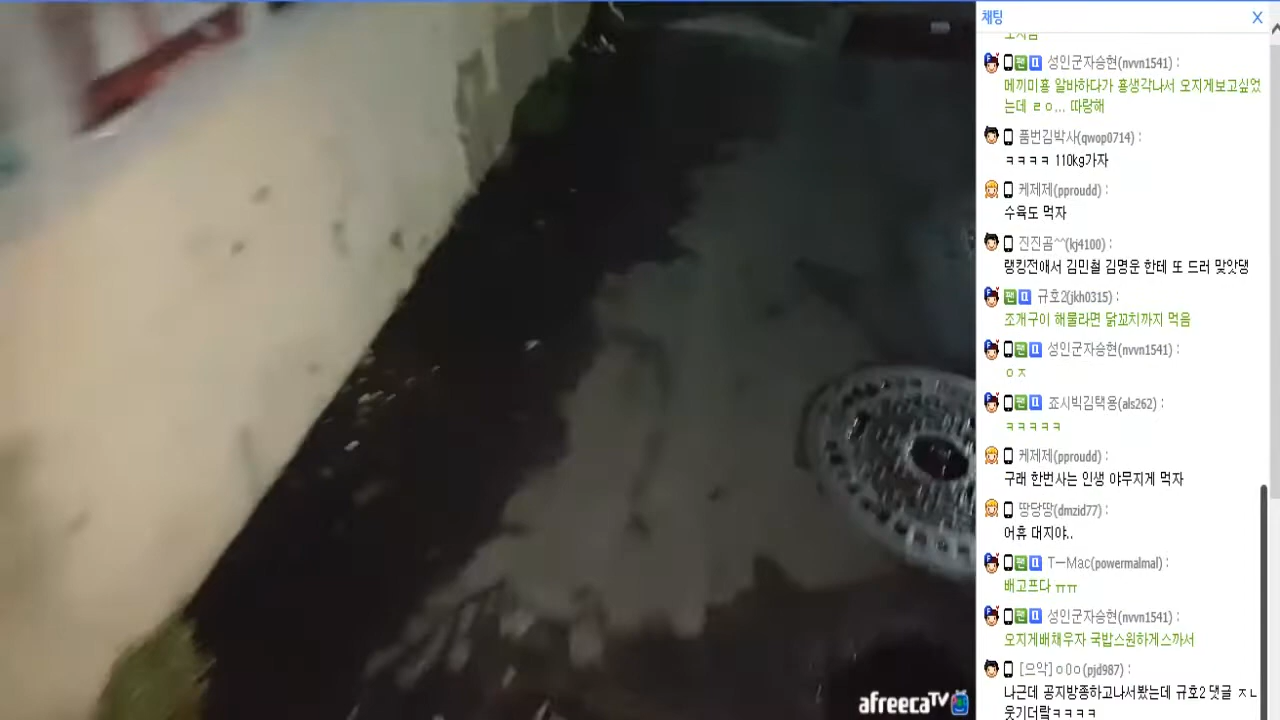 채팅 X
성인군자승현(nvvn1541) :
메끼미홍 알바하다가 흥생각나서 오지게보고싶었
는데 ㄹㅇ... 따랑해
품번김박사(qwop0714) :
ㅋㅋㅋㅋ 110kg가자
케제제(pproudd) :
수육도 먹자
진진곰^^(kj4100) :
랭킹전애서 김민철 김명운 한테 또 드러 맞앗댕
팬 규호2(jkh0315) :
조개구이 해물라면 닭꼬치까지 먹음
팬 성인군자승현(nvvn1541) :
ㅇㅈ
팬 죠시빅김택용(als262) :
ㅋㅋㅋㅋㅋ
케제제(pproudd) :
구래 한번사는 인생 야무지게 먹자
땅당땅(dmzid77) :
어휴 대지야..
팬 T-Mac(powermalmal) :
배고프다 ㅠㅠ
팬 성인군자승현(nvvn1541) :
오지게배채우자 국밥스원하게스까서
[으악]ㅇ0ㅇ(pjd987) :
나근데 공지방종하고나서봤는데 규호2 댓글 ㅈㄴ
웃기더랔ㅋㅋㅋㅋ
afreecaTV